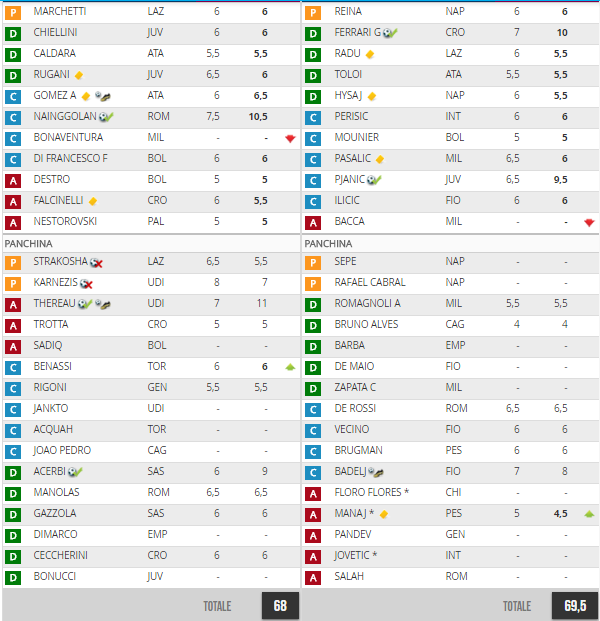 P MARCHETTI LAZ 6 6
D CHIELLINI JUV 6 6
D CALDARA ATA 5,5 5,5
D RUGANI JUV 6,5 6
C GOMEZ A ATA 6 6,5
C NAINGGOLAN ROM 7,5 10,5
C BONAVENTURA MIL - -
C DI FRANCESCO F BOL 6 6
A DESTRO BOL 5 5
A FALCINELLI CRO 6 5,5
A NESTOROVSKI PAL 5 5
PANCHINA
P STRAKOSHA LAZ 6,5 5,5
P KARNEZIS UDI 8 7
A THEREAU UDI 7 11
A TROTTA CRO 5 5
A SADIQ BOL - -
C BENASSI TOR 6 6
C RIGONI GEN 5,5 5,5
C JANKTO UDI - -
C ACQUAH TOR - -
C JOAO PEDRO CAG - -
D ACERBI SAS 6 9
D MANOLAS ROM 6,5 6,5
D GAZZOLA SAS 6 6
D DIMARCO EMP - -
D CECCHERINI CRO 6 6
D BONUCCI JUV - -
TOTALE 68
P REINA NAP 6 6
D FERRARI G CRO 7 10
D RADU LAZ 6 5,5
D TOLOI ATA 5,5 5,5
D HYSAJ NAP 6 5,5
C PERISIC INT 6 6
C MOUNIER BOL 5 5
C PASALIC MIL 6,5 6
C PJANIC JUV 6,5 9,5
C ILICIC FIO 6 6
A BACCA MIL - -
PANCHINA
P SEPE NAP - -
P RAFAEL CABRAL NAP - -
D ROMAGNOLI A MIL 5,5 5,5
D BRUNO ALVES CAG 4 4
D BARBA EMP - -
D DE MAIO FIO - -
D ZAPATA C MIL - -
C DE ROSSI ROM 6,5 6,5
C VECINO FIO 6 6
C BRUGMAN PES 6 6
C BADELJ FIO 7 8
A FLORO FLORES * CHI - -
A MANAJ * PES 5 4,5
A PANDEV GEN - -
A JOVETIC * INT - -
A SALAH ROM - -
TOTALE 69,5